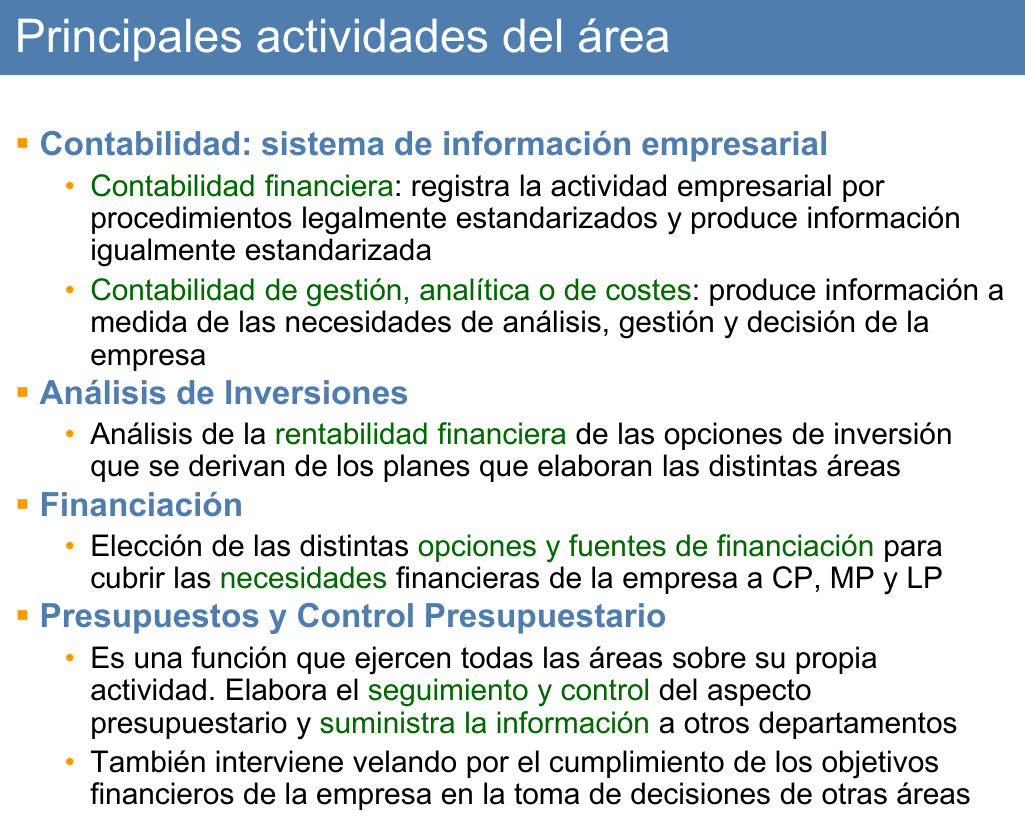 Principales actividades del área
Contabilidad: sistema de información empresarial
Contabilidad financiera: registra la actividad empresarial por
procedimientos legalmente estandarizados y produce información
igualmente estandarizada
Contabilidad de gestión, analítica o de costes: produce información a
medida de las necesidades de análisis, gestión y decisión de la
empresa
Análisis de Inversiones
Análisis de la rentabilidad financiera de las opciones de inversión
que se derivan de los planes que elaboran las distintas áreas
Financiación
Elección de las distintas opciones y fuentes de financiación para
cubrir las necesidades financieras de la empresa a CP, MP y LP
Presupuestos y Control Presupuestario
Es una función que ejercen todas las áreas sobre su propia
actividad. Elabora el seguimiento y control del aspecto
presupuestario y suministra la información a otros departamentos
También interviene velando por el cumplimiento de los objetivos
financieros de la empresa en la toma de decisiones de otras áreas